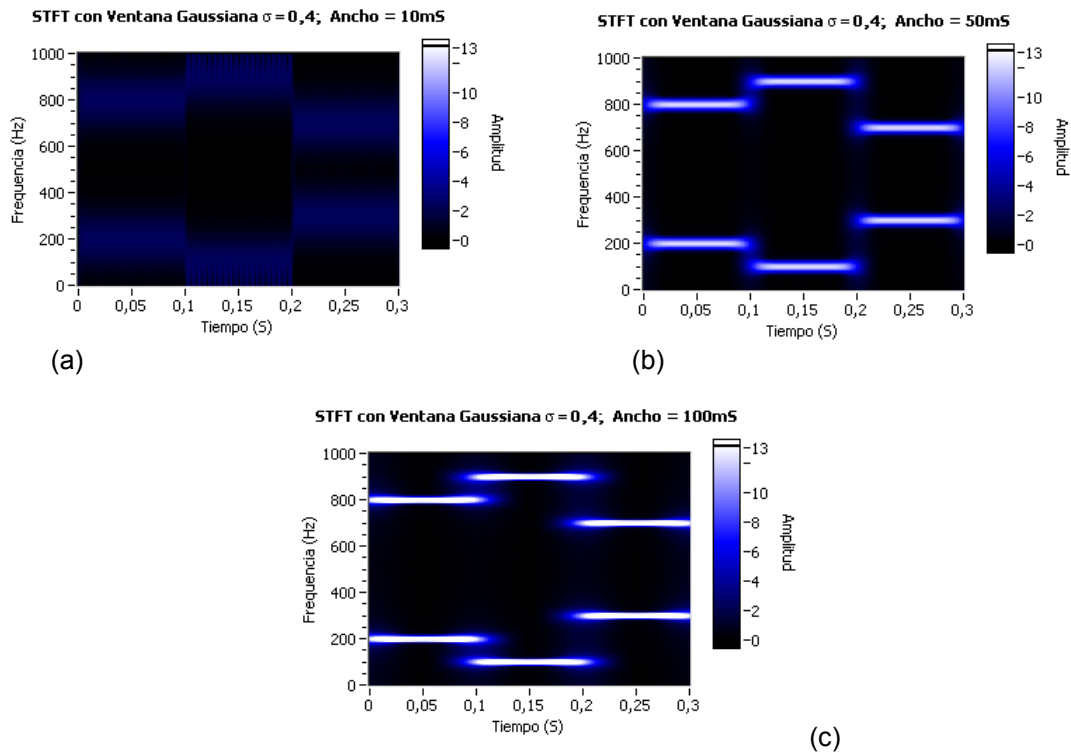 STFT con Ventana Gaussiana σ=0,4; Ancho = 10mS
1000
800
600
400
200
0
Frequencia (Hz)
0 0,05 0,1 0,15 0,2 0,25 0,3
Tiempo (S)
-13
-10
-8
-6
-4
-2
-0
Amplitud
(a)
STFT con Ventana Gaussiana σ=0,4; Ancho = 50mS
1000
800
600
400
200
0
Frequencia (Hz)
0 0,05 0,1 0,15 0,2 0,25 0,3
Tiempo (S)
-13
-10
-8
-6
-4
-2
-0
Amplitud
(b)
STFT con Ventana Gaussiana σ=0,4; Ancho = 100mS
1000
800
600
400
200
0
Frequencia (Hz)
0 0,05 0,1 0,15 0,2 0,25 0,3
Tiempo (S)
-13
-10
-8
-6
-4
-2
-0
Amplitud
(c)